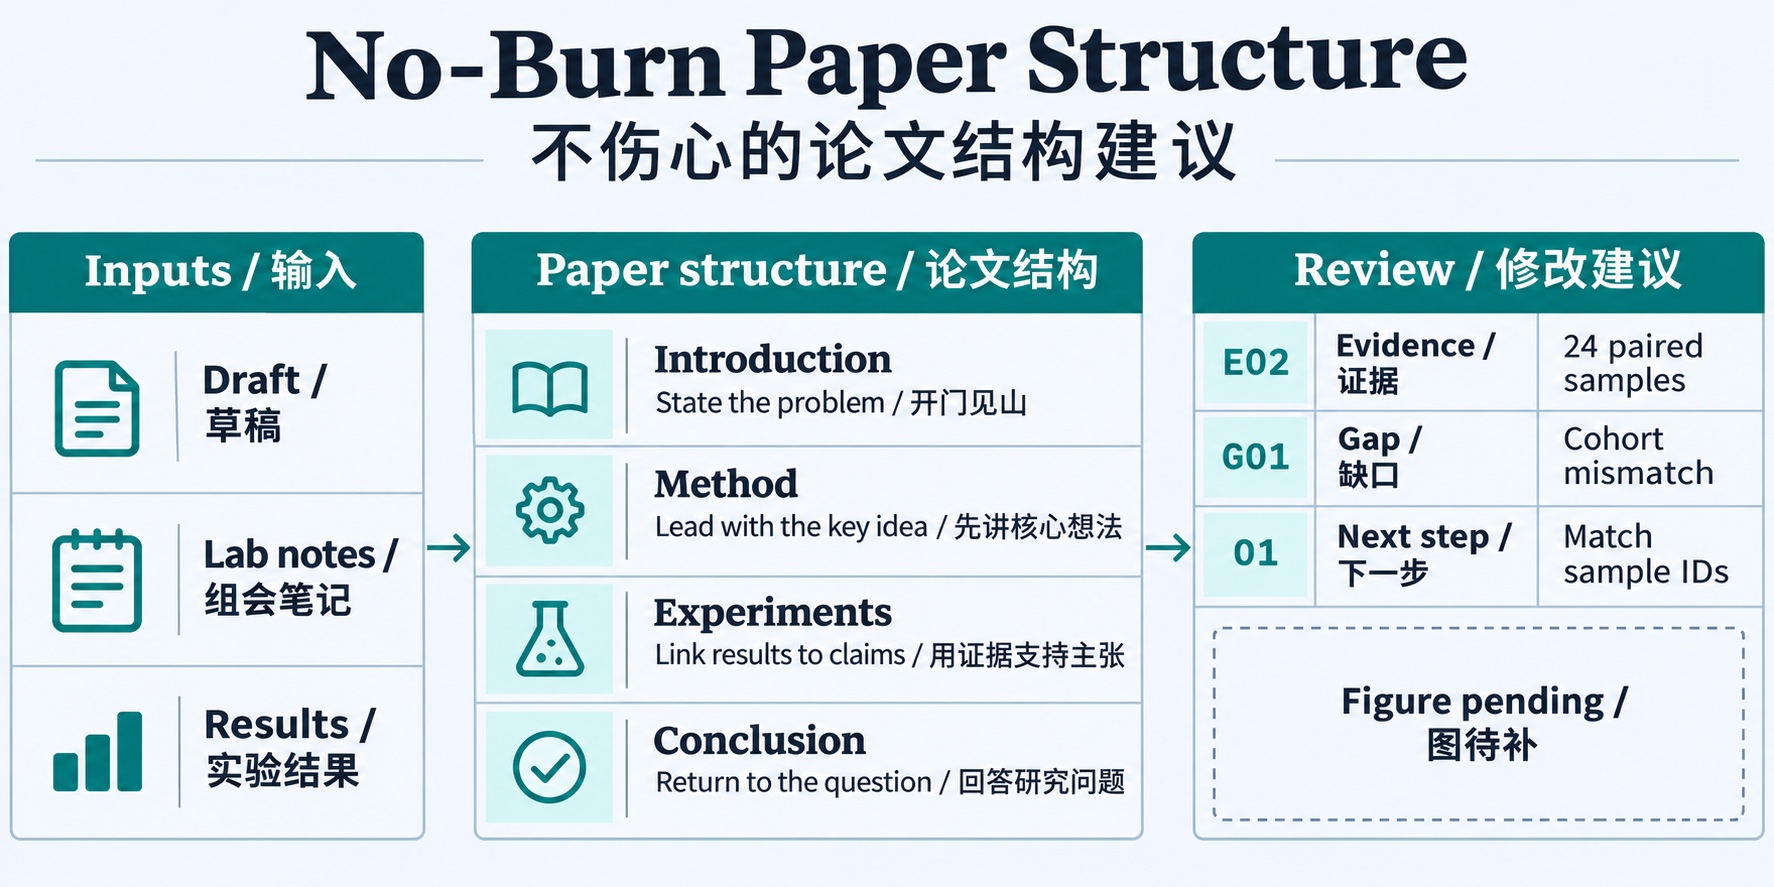 No-Burn Paper Structure
不伤心的论文结构建议
Inputs / 输入
Draft /
草稿
Lab notes /
组会笔记
Results /
实验结果
Paper structure / 论文结构
Introduction
State the problem / 开门见山
Method
Lead with the key idea / 先讲核心想法
Experiments
Link results to claims / 用证据支持主张
Conclusion
Return to the question / 回答研究问题
Review / 修改建议
E02
Evidence /
证据
24 paired
samples
G01
Gap /
缺口
Cohort
mismatch
01
Next step /
下一步
Match
sample IDs
Figure pending /
图待补